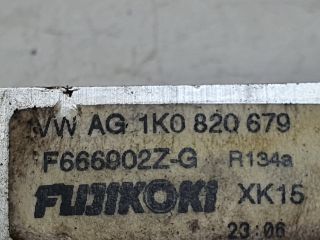 VW AG 1K0 820 679
F666902Z-G R134a
FUJIKOKI XK15
23:06